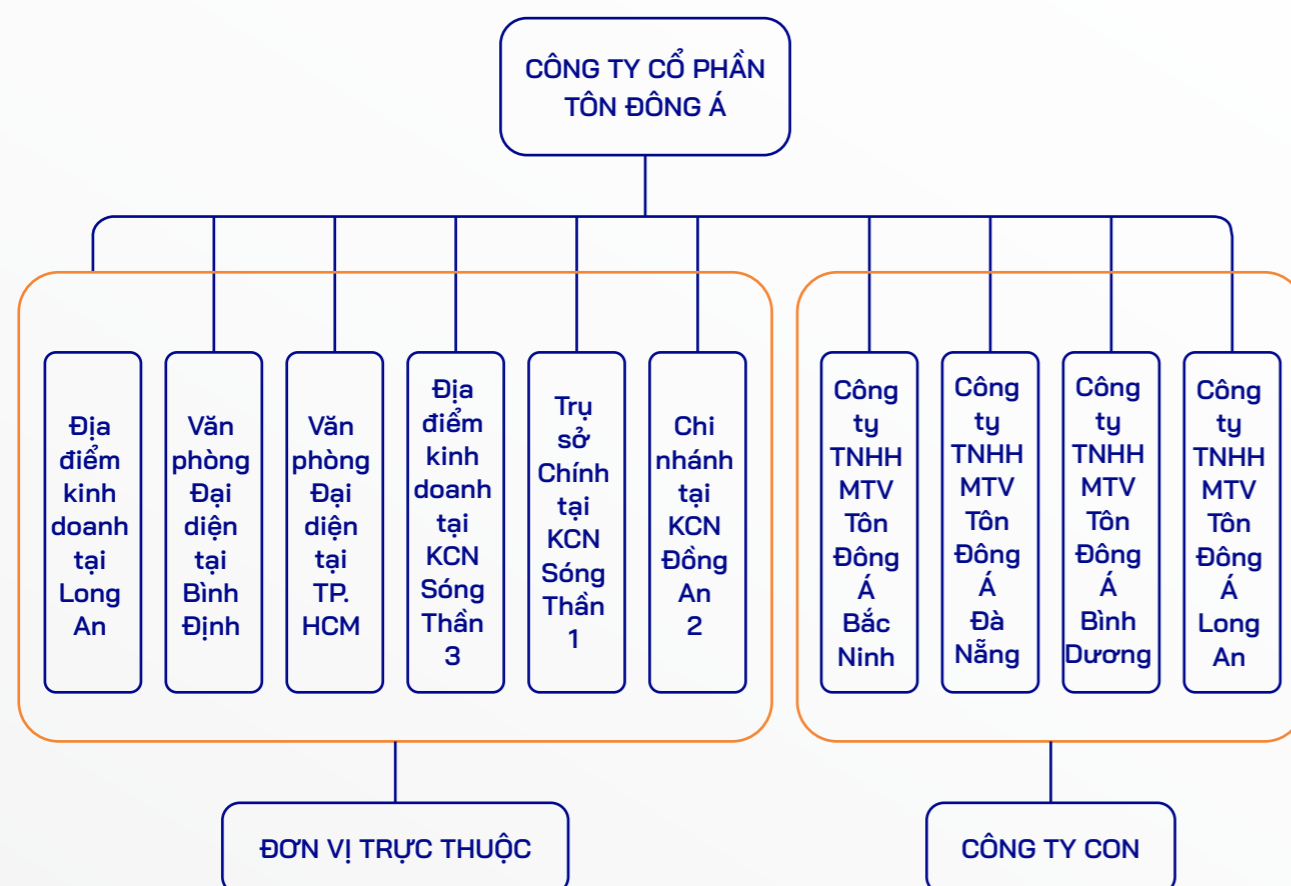 CÔNG TY CỔ PHẦN
TÔN ĐÔNG Á
Địa
điểm
kinh
doanh
tại
Long
An
Văn
phòng
Đại
diện
tại
Bình
Định
Văn
phòng
Đại
diện
tại
TP.
HCM
Địa
điểm
kinh
doanh
tại
KCN
Sóng
Thần
3
Trụ
sở
Chính
tại
KCN
Sóng
Thần
1
Chi
nhánh
tại
KCN
Đồng
An
2
Công
ty
TNHH
MTV
Tôn
Đông
Á
Bắc
Ninh
Công
ty
TNHH
MTV
Tôn
Đông
Á
Đà
Nẵng
Công
ty
TNHH
MTV
Tôn
Đông
Á
Bình
Dương
Công
ty
TNHH
MTV
Tôn
Đông
Á
Long
An
ĐƠN VỊ TRỰC THUỘC
CÔNG TY CON